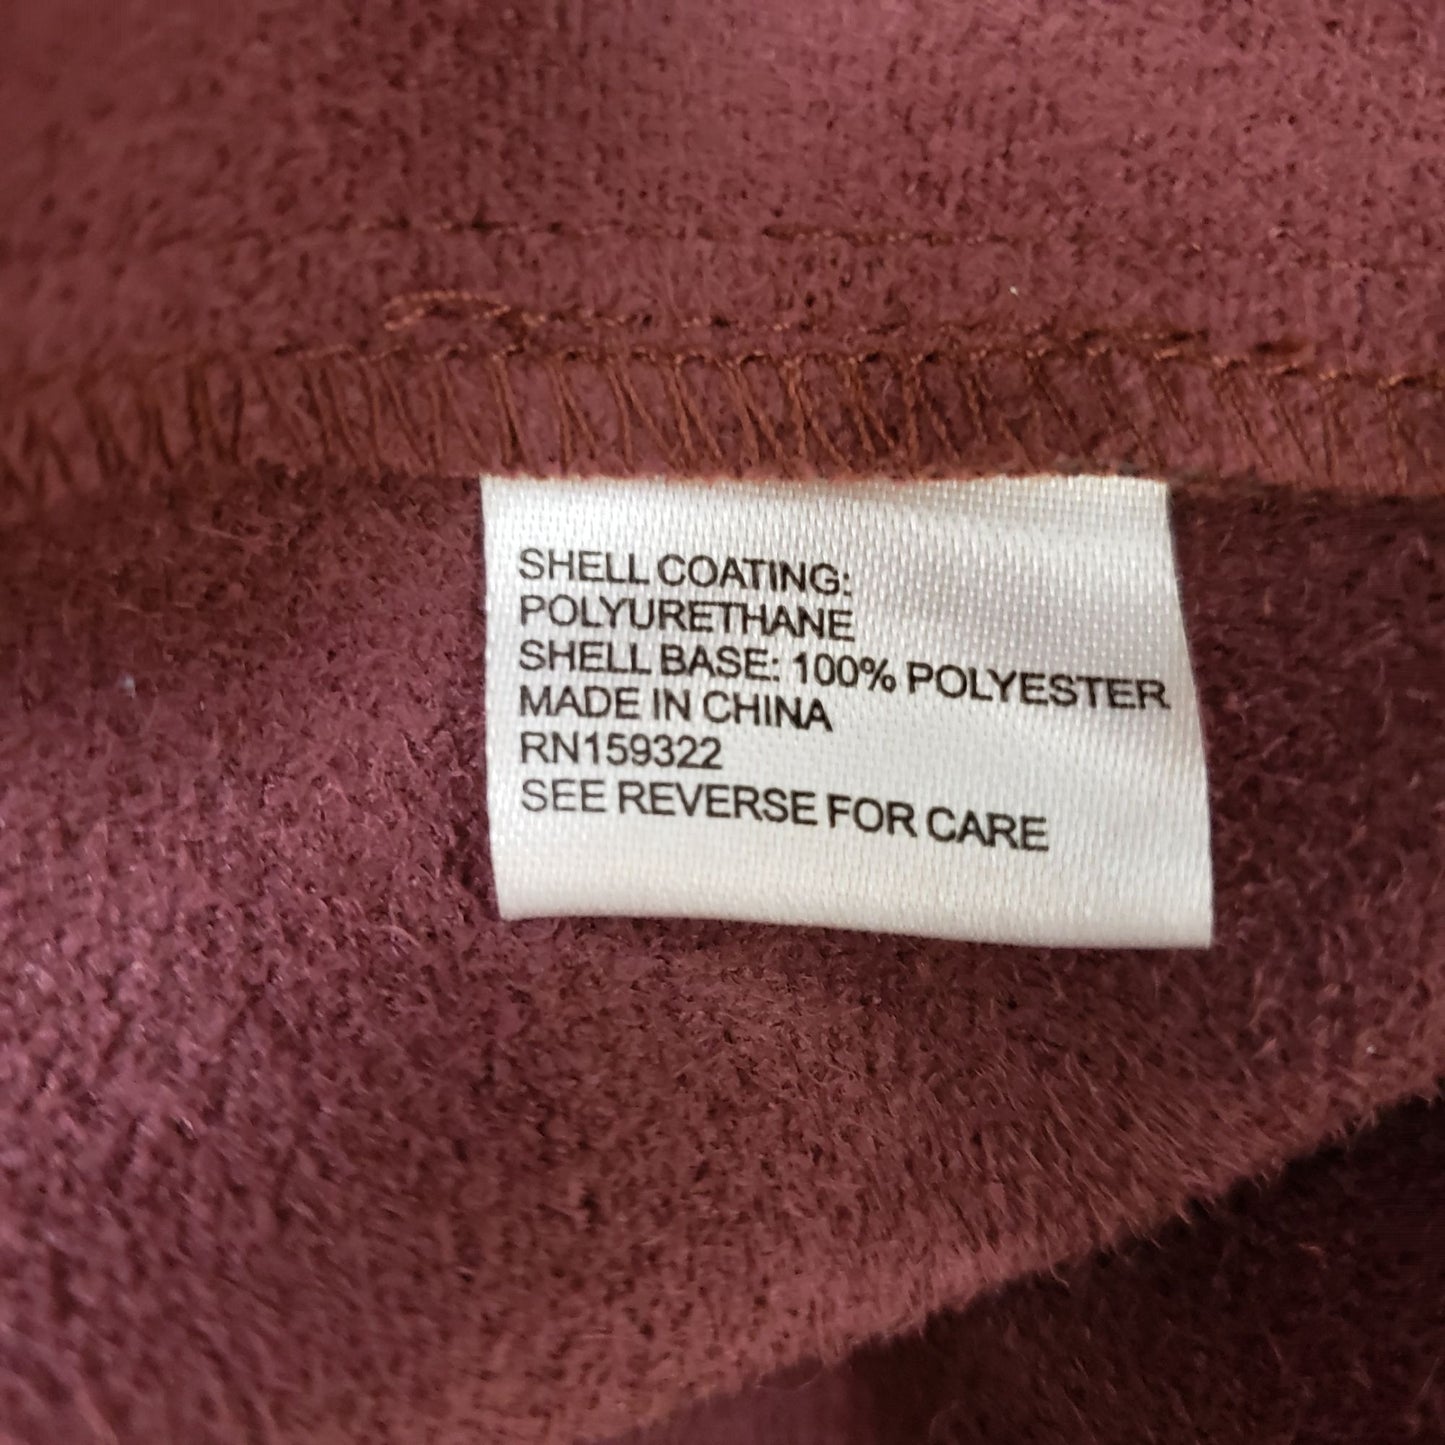 SHELL COATING:
POLYURETHANE
SHELL BASE: 100% POLYESTER
MADE IN CHINA
RN159322
SEE REVERSE FOR CARE